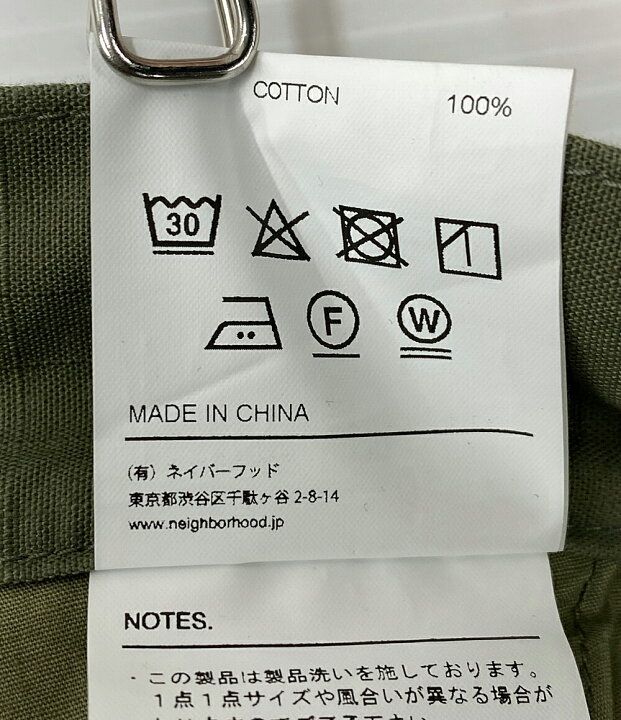 COTTON 100%
30
F W
MADE IN CHINA
(有) ネイバーフッド
東京都渋谷区千駄ヶ谷 2-8-14
www.neighborhood.jp
NOTES.
・この製品は製品洗いを施しております。
１点１点サイズや風合いが異なる場合が